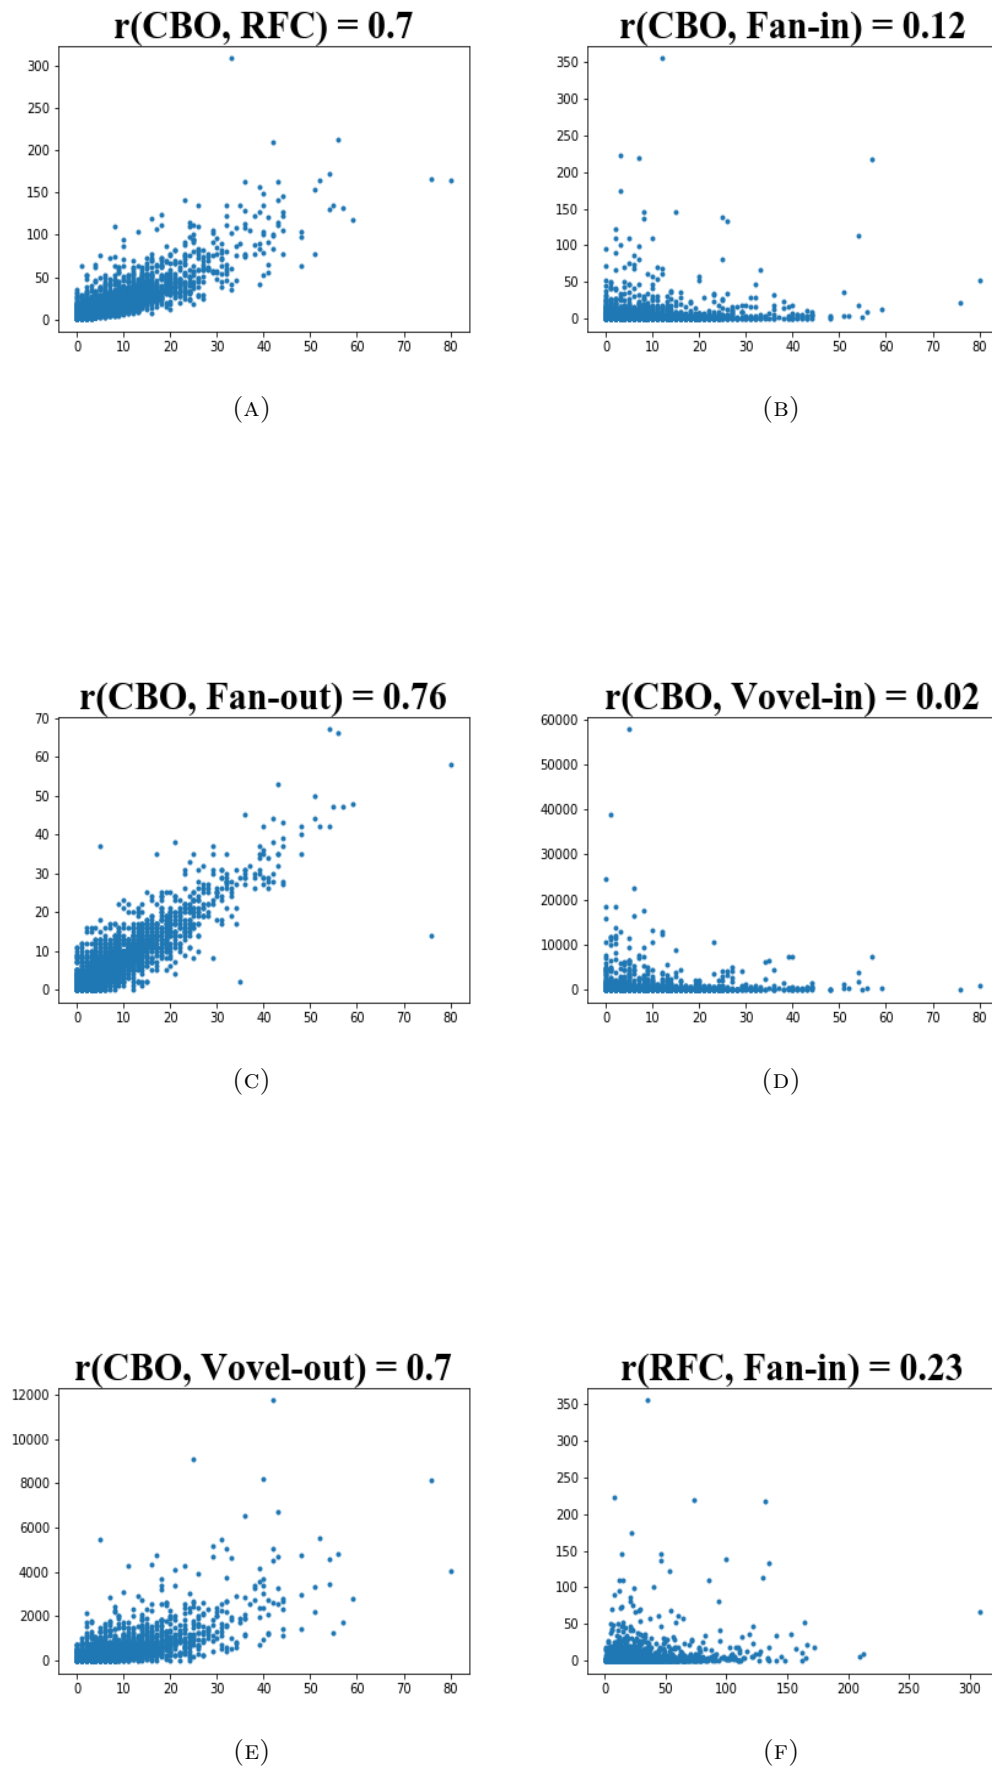 r(CBO, RFC) = 0.7
300
250
200
150
100
50
0
0 10 20 30 40 50 60 70 80
(A)
r(CBO, Fan-in) = 0.12
350
300
250
200
150
100
50
0
0 10 20 30 40 50 60 70 80
(B)
r(CBO, Fan-out) = 0.76
70
60
50
40
30
20
10
0
0 10 20 30 40 50 60 70 80
(C)
r(CBO, Vovel-in) = 0.02
60000
50000
40000
30000
20000
10000
0
0 10 20 30 40 50 60 70 80
(D)
r(CBO, Vovel-out) = 0.7
12000
10000
8000
6000
4000
2000
0
0 10 20 30 40 50 60 70 80
(E)
r(RFC, Fan-in) = 0.23
350
300
250
200
150
100
50
0
0 50 100 150 200 250 300
(F)